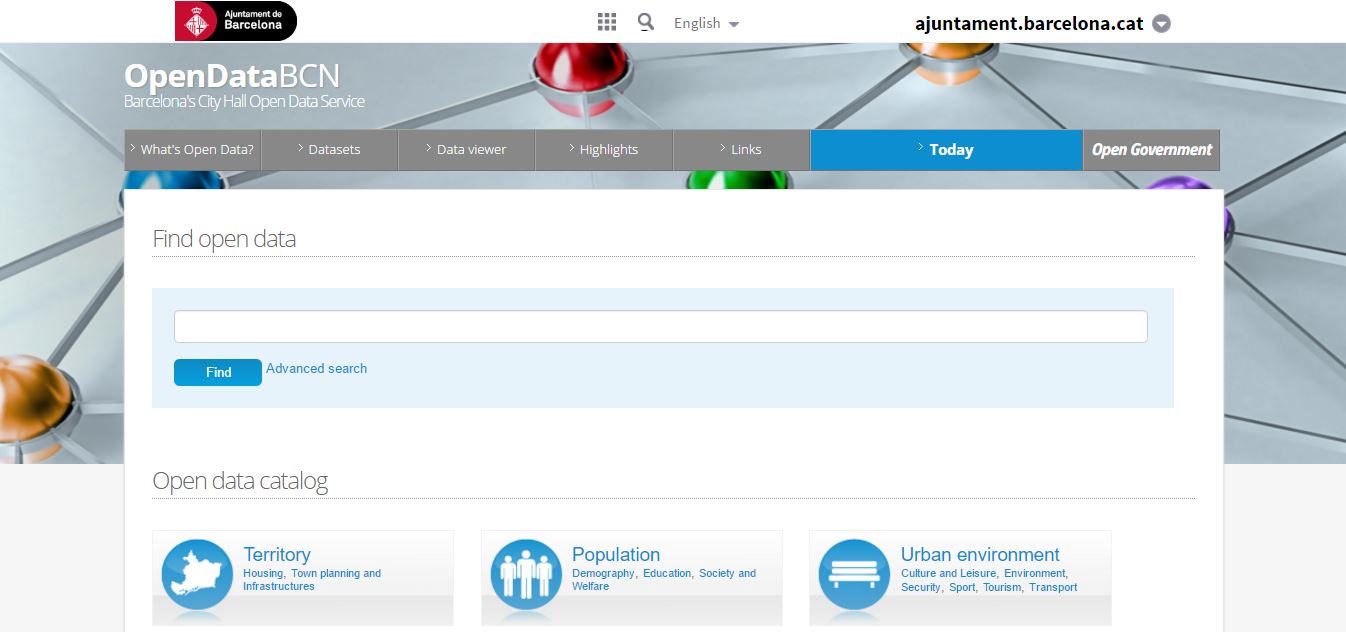 Ajuntament de
Barcelona
English
ajuntament.barcelona.cat
OpenDataBCN
Barcelona's City Hall Open Data Service
What's Open Data?
Datasets
Data viewer
Highlights
Links
Today
Open Government
Find open data
Find
Advanced search
Open data catalog
Territory
Housing, Town planning and
Infrastructures
Population
Demography, Education, Society and
Welfare
Urban environment
Culture and Leisure, Environment,
Security, Sport, Tourism, Transport